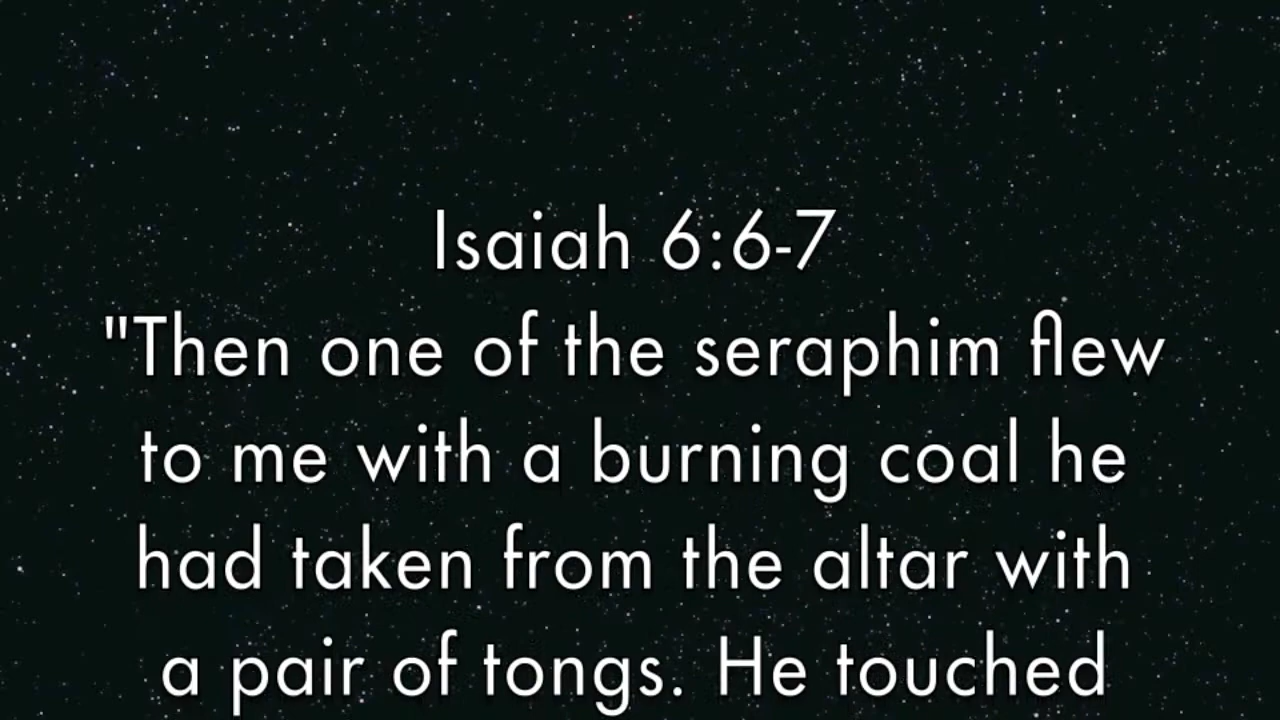 Isaiah 6:6-7
"Then one of the seraphim flew
to me with a burning coal he
had taken from the altar with
a pair of tongs. He touched